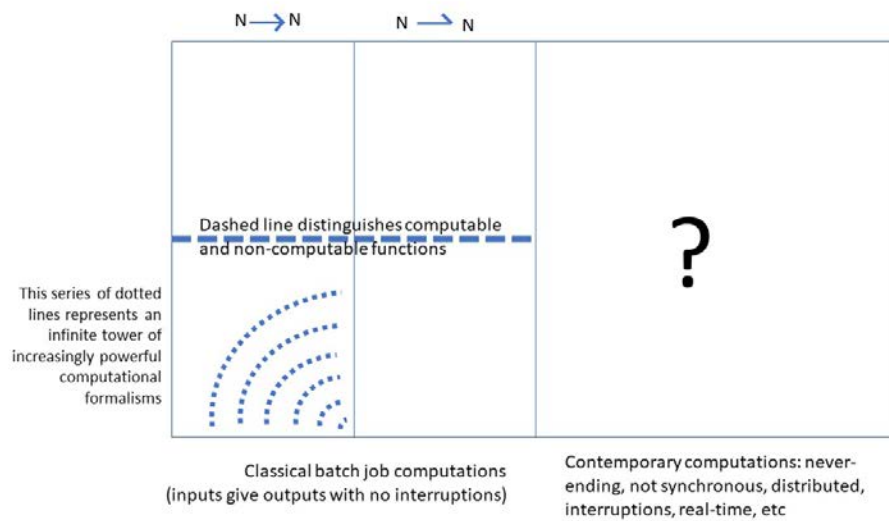 N → N N ⇀ N
Dashed line distinguishes computable
and non-computable functions
?
This series of dotted
lines represents an
infinite tower of
increasingly powerful
computational
formalisms
Classical batch job computations
(inputs give outputs with no interruptions)
Contemporary computations: never-
ending, not synchronous, distributed,
interruptions, real-time, etc